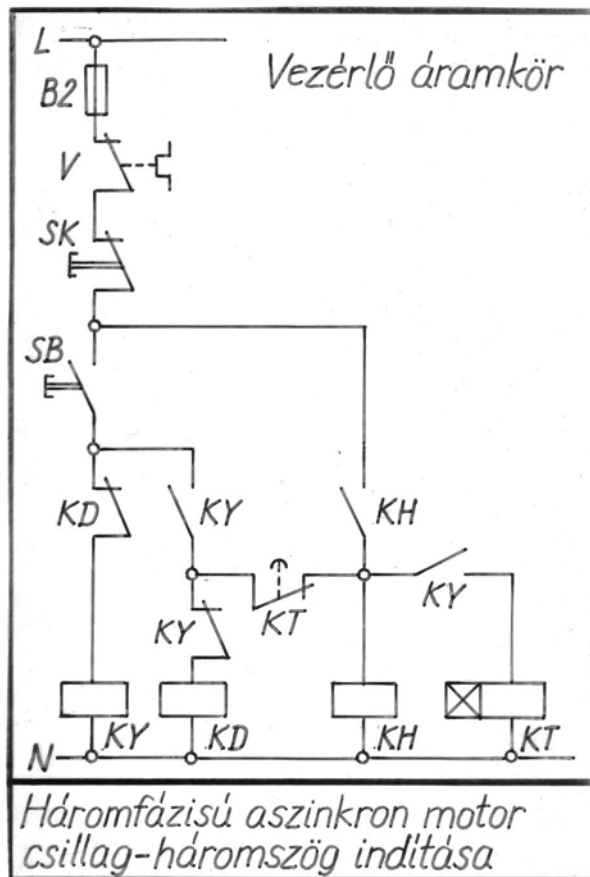 L
Vezérlő áramkör
B2
V
SK
SB
KD
KY
KH
KY
KT
KY
KY
KD
KH
KT
N
Háromfázisú aszinkron motor
csillag-háromszög indítása